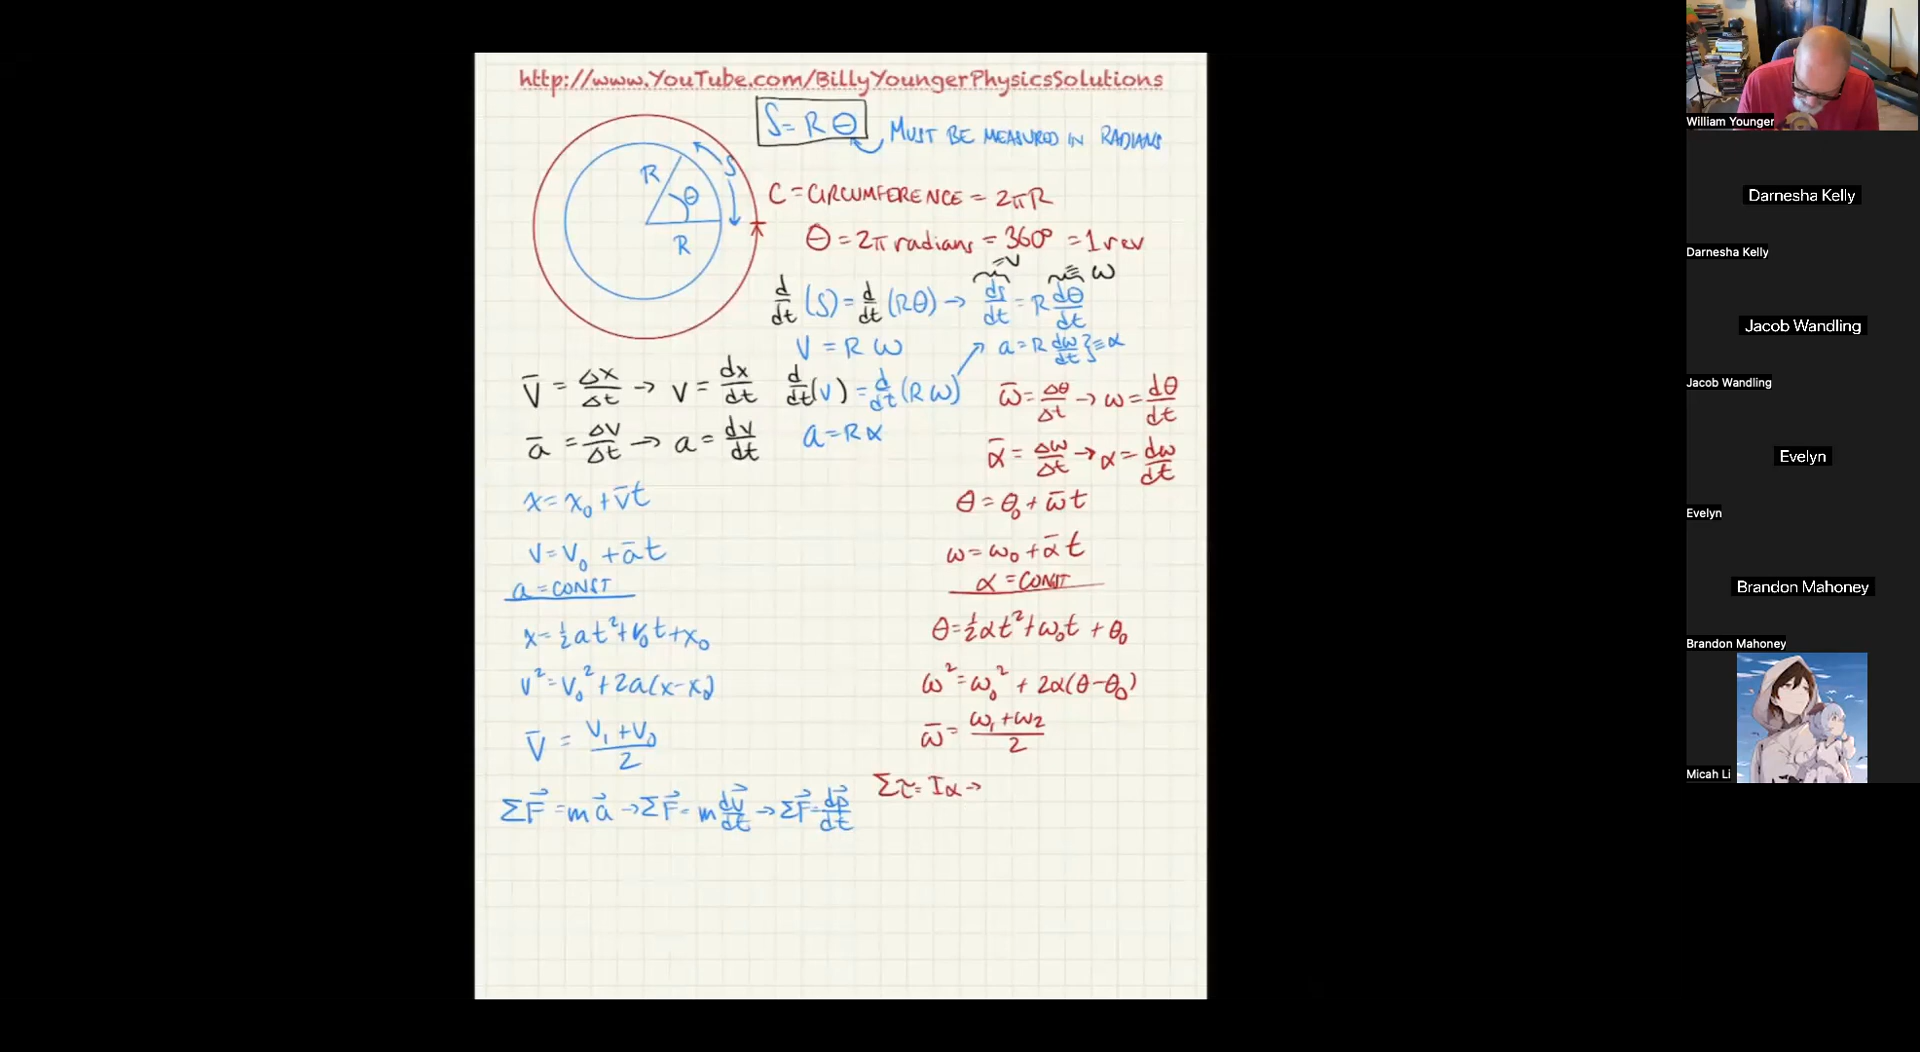 http://www.YouTube.com/BillyYoungerPhysicsSolutions
S = R θ
MUST BE MEASURED IN RADIANS
R
θ
S
R
C = CIRCUMFERENCE = 2πR
θ = 2π radians = 360° = 1 rev
≡ V
≡ ω
d/dt (S) = d/dt (Rθ) → ds/dt = R dθ/dt
V = R ω
a = R dω/dt } ≡ α
V̄ = Δx/Δt → v = dx/dt
d/dt (v) = d/dt (R ω)
ω̄ = Δθ/Δt → ω = dθ/dt
ā = Δv/Δt → a = dv/dt
a = R α
ᾱ = Δω/Δt → α = dω/dt
x = x₀ + v̄t
θ = θ₀ + ω̄ t
v = v₀ + āt
ω = ω₀ + ᾱ t
a = CONST
α = CONST
x = ½at² + v₀t + x₀
θ = ½αt² + ω₀t + θ₀
v² = v₀² + 2a(x - x₀)
ω² = ω₀² + 2α(θ - θ₀)
V̄ = (V₁ + V₀)/2
ω̄ = (ω₁ + ω₂)/2
ΣF⃗ = ma⃗ → ΣF⃗ = m dv⃗/dt → ΣF⃗ = dp⃗/dt
Στ = Iα →
William Younger
Darnesha Kelly
Darnesha Kelly
Jacob Wandling
Jacob Wandling
Evelyn
Evelyn
Brandon Mahoney
Brandon Mahoney
Micah Li